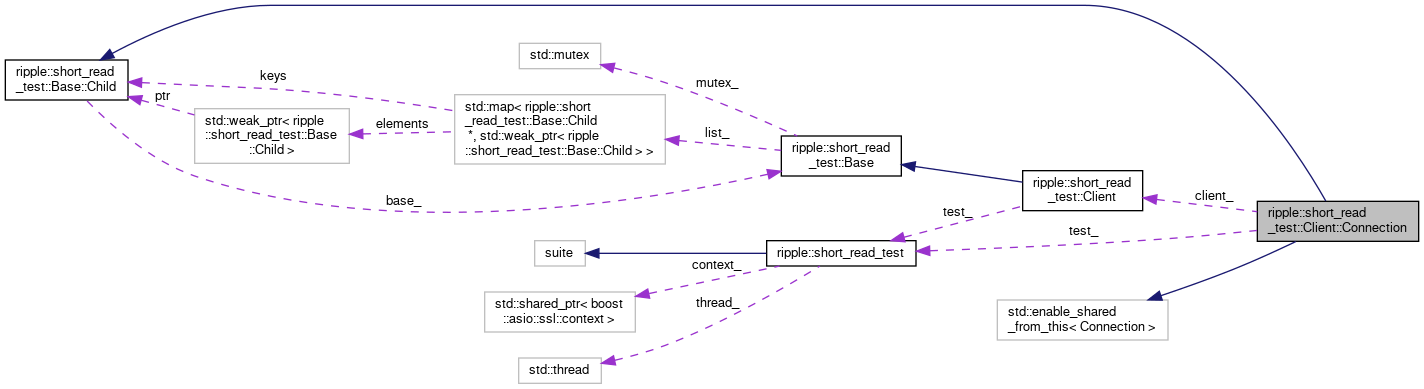 ripple::short_read
_test::Base::Child
keys
ptr
std::weak_ptr< ripple
::short_read_test::Base
::Child >
elements
std::mutex
std::map< ripple::short
_read_test::Base::Child
*, std::weak_ptr< ripple
::short_read_test::Base::Child > >
mutex_
list_
base_
ripple::short_read
_test::Base
ripple::short_read
_test::Client
client_
test_
test_
ripple::short_read
_test::Client::Connection
suite
ripple::short_read_test
context_
std::shared_ptr< boost
::asio::ssl::context >
thread_
std::thread
std::enable_shared
_from_this< Connection >